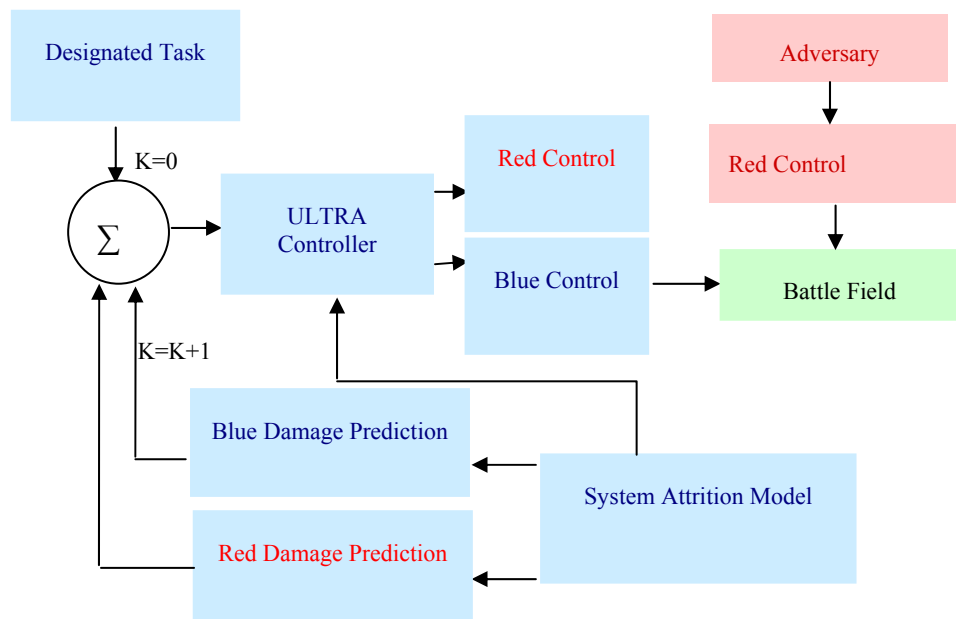 Designated Task
Adversary
K=0
Red Control
Red Control
∑
ULTRA
Controller
Blue Control
Battle Field
K=K+1
Blue Damage Prediction
System Attrition Model
Red Damage Prediction